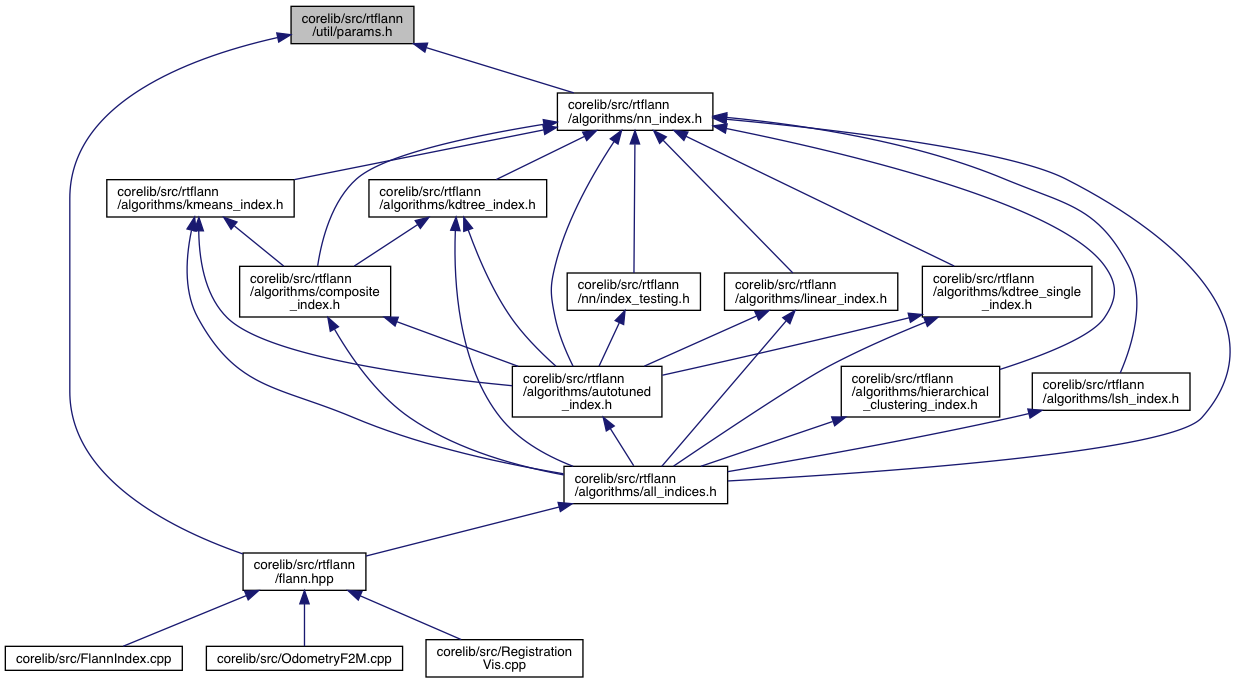 corelib/src/rtflann
/util/params.h
corelib/src/rtflann
/algorithms/nn_index.h
corelib/src/rtflann
/algorithms/kmeans_index.h
corelib/src/rtflann
/algorithms/kdtree_index.h
corelib/src/rtflann
/algorithms/composite
_index.h
corelib/src/rtflann
/nn/index_testing.h
corelib/src/rtflann
/algorithms/linear_index.h
corelib/src/rtflann
/algorithms/kdtree_single
_index.h
corelib/src/rtflann
/algorithms/autotuned
_index.h
corelib/src/rtflann
/algorithms/hierarchical
_clustering_index.h
corelib/src/rtflann
/algorithms/lsh_index.h
corelib/src/rtflann
/algorithms/all_indices.h
corelib/src/rtflann
/flann.hpp
corelib/src/FlannIndex.cpp
corelib/src/OdometryF2M.cpp
corelib/src/Registration
Vis.cpp